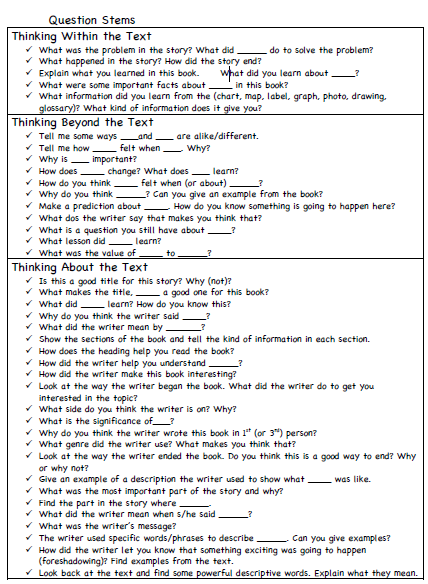 Question Stems
Thinking Within the Text
✓ What was the problem in the story? What did ______ do to solve the problem?
✓ What happened in the story? How did the story end?
✓ Explain what you learned in this book. What did you learn about _____?
✓ What were some important facts about _____ in this book?
✓ What information did you learn from the (chart, map, label, graph, photo, drawing,
glossary)? What kind of information does it give you?
Thinking Beyond the Text
✓ Tell me some ways ____and ____ are alike/different.
✓ Tell me how _____ felt when ____. Why?
✓ Why is ____ important?
✓ How does _____ change? What does ____ learn?
✓ How do you think _____ felt when (or about) ______?
✓ Why do you think ______? Can you give an example from the book?
✓ Make a prediction about _____. How do you know something is going to happen here?
✓ What dos the writer say that makes you think that?
✓ What is a question you still have about _____?
✓ What lesson did _____ learn?
✓ What was the value of _____ to ______?
Thinking About the Text
✓ Is this a good title for this story? Why (not)?
✓ What makes the title, _____ a good one for this book?
✓ What did _____ learn? How do you know this?
✓ Why do you think the writer said _____?
✓ What did the writer mean by _______?
✓ Show the sections of the book and tell the kind of information in each section.
✓ How does the heading help you read the book?
✓ How did the writer help you understand ______?
✓ How did the writer make this book interesting?
✓ Look at the way the writer began the book. What did the writer do to get you
interested in the topic?
✓ What side do you think the writer is on? Why?
✓ What is the significance of____?
✓ Why do you think the writer wrote this book in 1st (or 3rd) person?
✓ What genre did the writer use? What makes you think that?
✓ Look at the way the writer ended the book. Do you think this is a good way to end? Why
or why not?
✓ Give an example of a description the writer used to show what _____ was like.
✓ What was the most important part of the story and why?
✓ Find the part in the story where ______.
✓ What did the writer mean when s/he said ______?
✓ What was the writer's message?
✓ The writer used specific words/phrases to describe ______. Can you give examples?
✓ How did the writer let you know that something exciting was going to happen
(foreshadowing)? Find examples from the text.
✓ Look back at the text and find some powerful descriptive words. Explain what they mean.